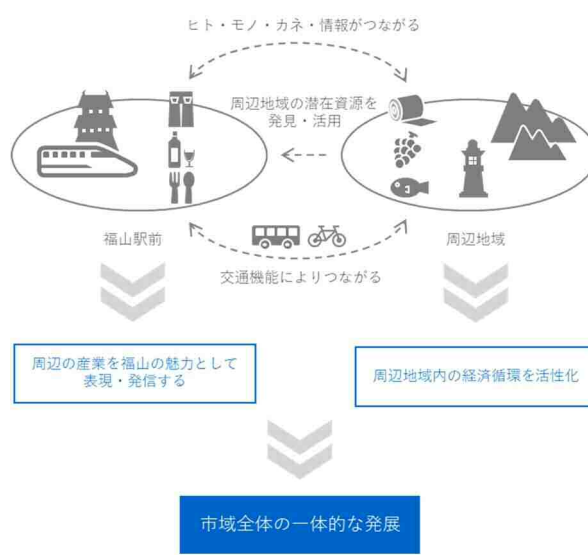 ヒト・モノ・カネ・情報がつながる
周辺地域の潜在資源を
発見・活用
福山駅前
周辺地域
交通機能によりつながる
周辺の産業を福山の魅力として
表現・発信する
周辺地域内の経済循環を活性化
市域全体の一体的な発展